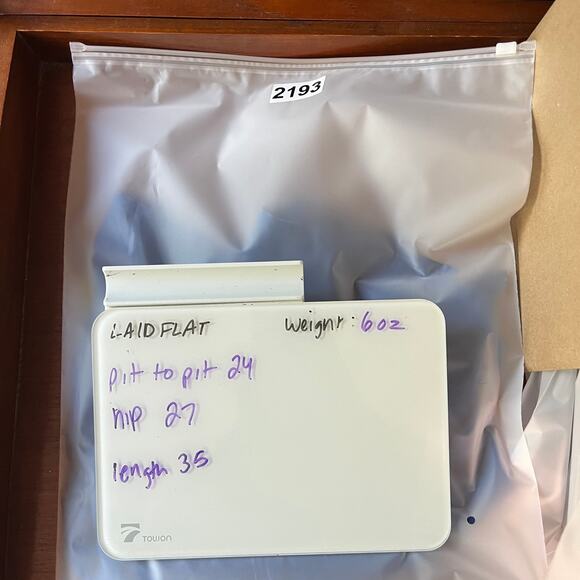 2193
LAID FLAT weight: 6oz
pit to pit 24
hip 27
length 35
TOWON